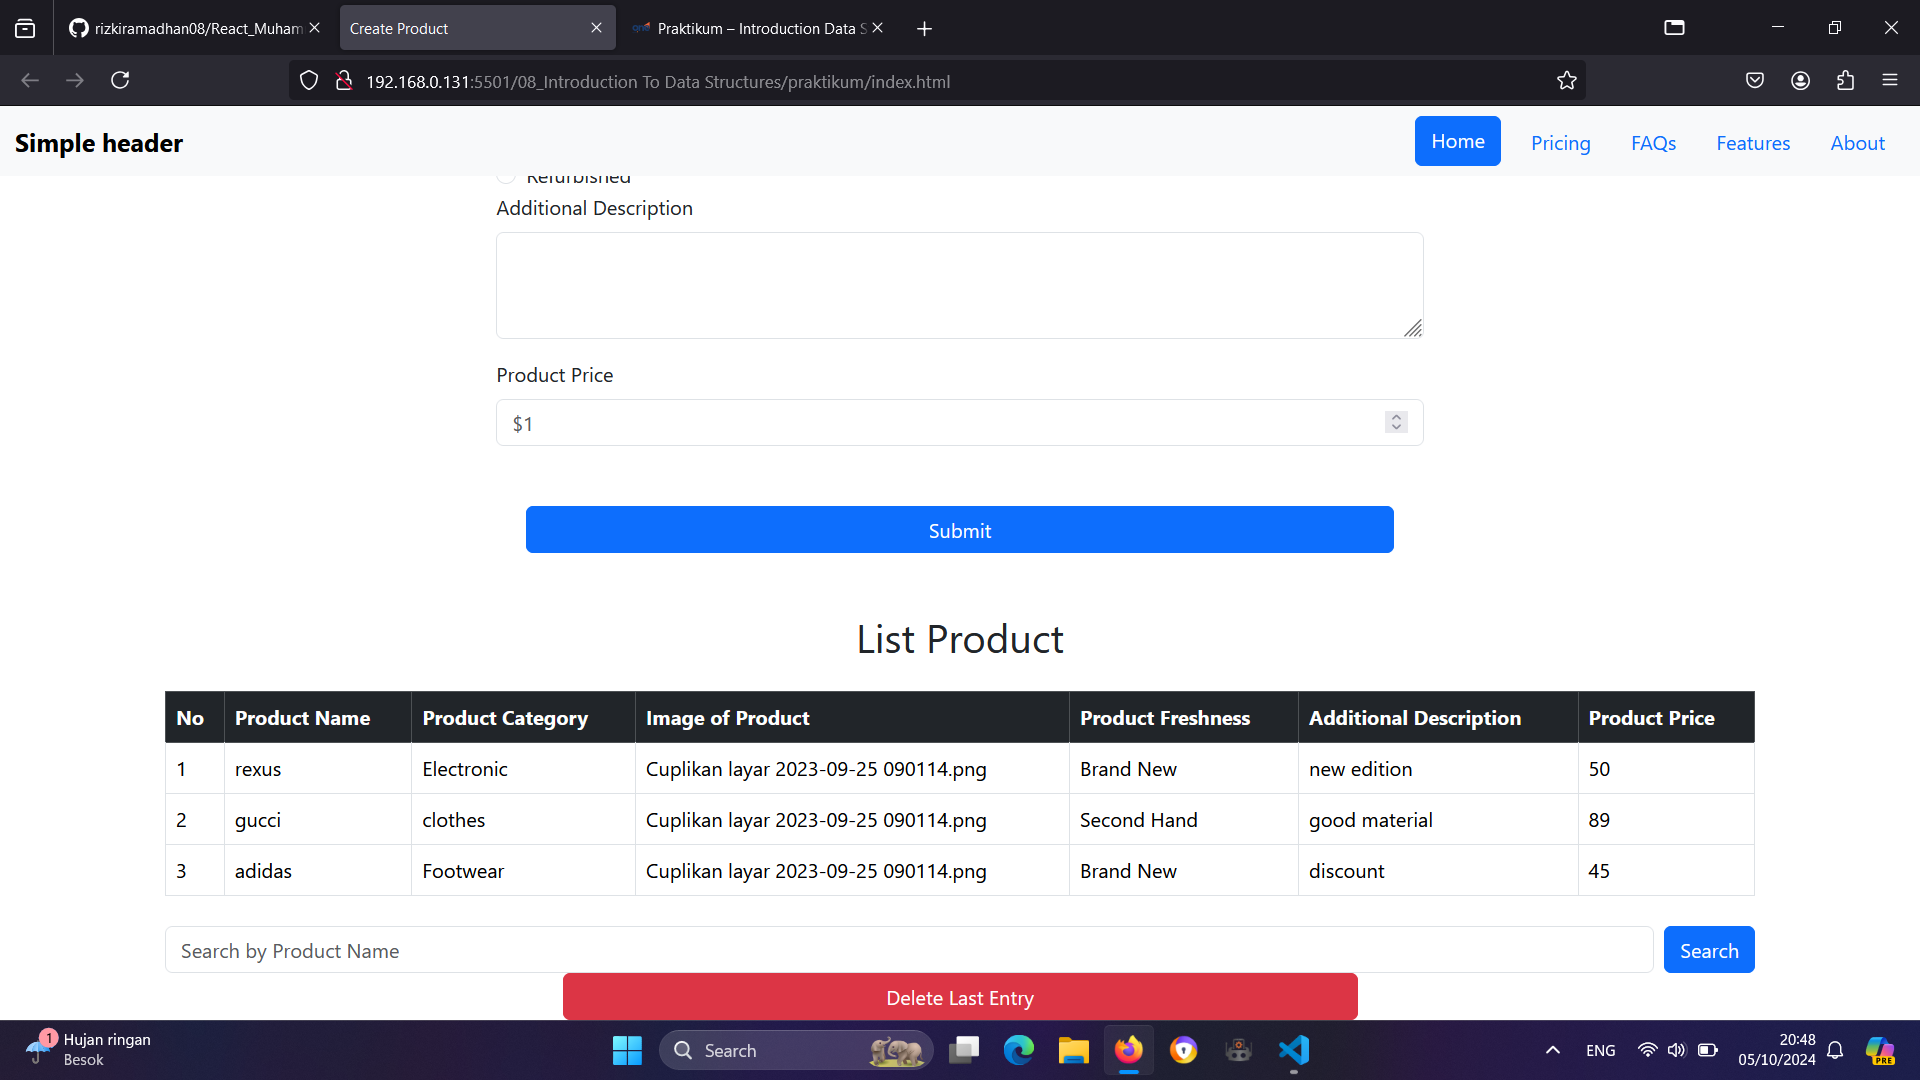 rizkiramadhan08/React_Muham
Create Product
Praktikum – Introduction Data S
192.168.0.131:5501/08_Introduction To Data Structures/praktikum/index.html
Simple header
Home
Pricing
FAQs
Features
About
Refurbished
Additional Description
Product Price
$1
Submit
List Product
No Product Name Product Category Image of Product Product Freshness Additional Description Product Price
1 rexus Electronic Cuplikan layar 2023-09-25 090114.png Brand New new edition 50
2 gucci clothes Cuplikan layar 2023-09-25 090114.png Second Hand good material 89
3 adidas Footwear Cuplikan layar 2023-09-25 090114.png Brand New discount 45
Search by Product Name
Search
Delete Last Entry
1
Hujan ringan
Besok
Search
ENG
20:48
05/10/2024
PRE